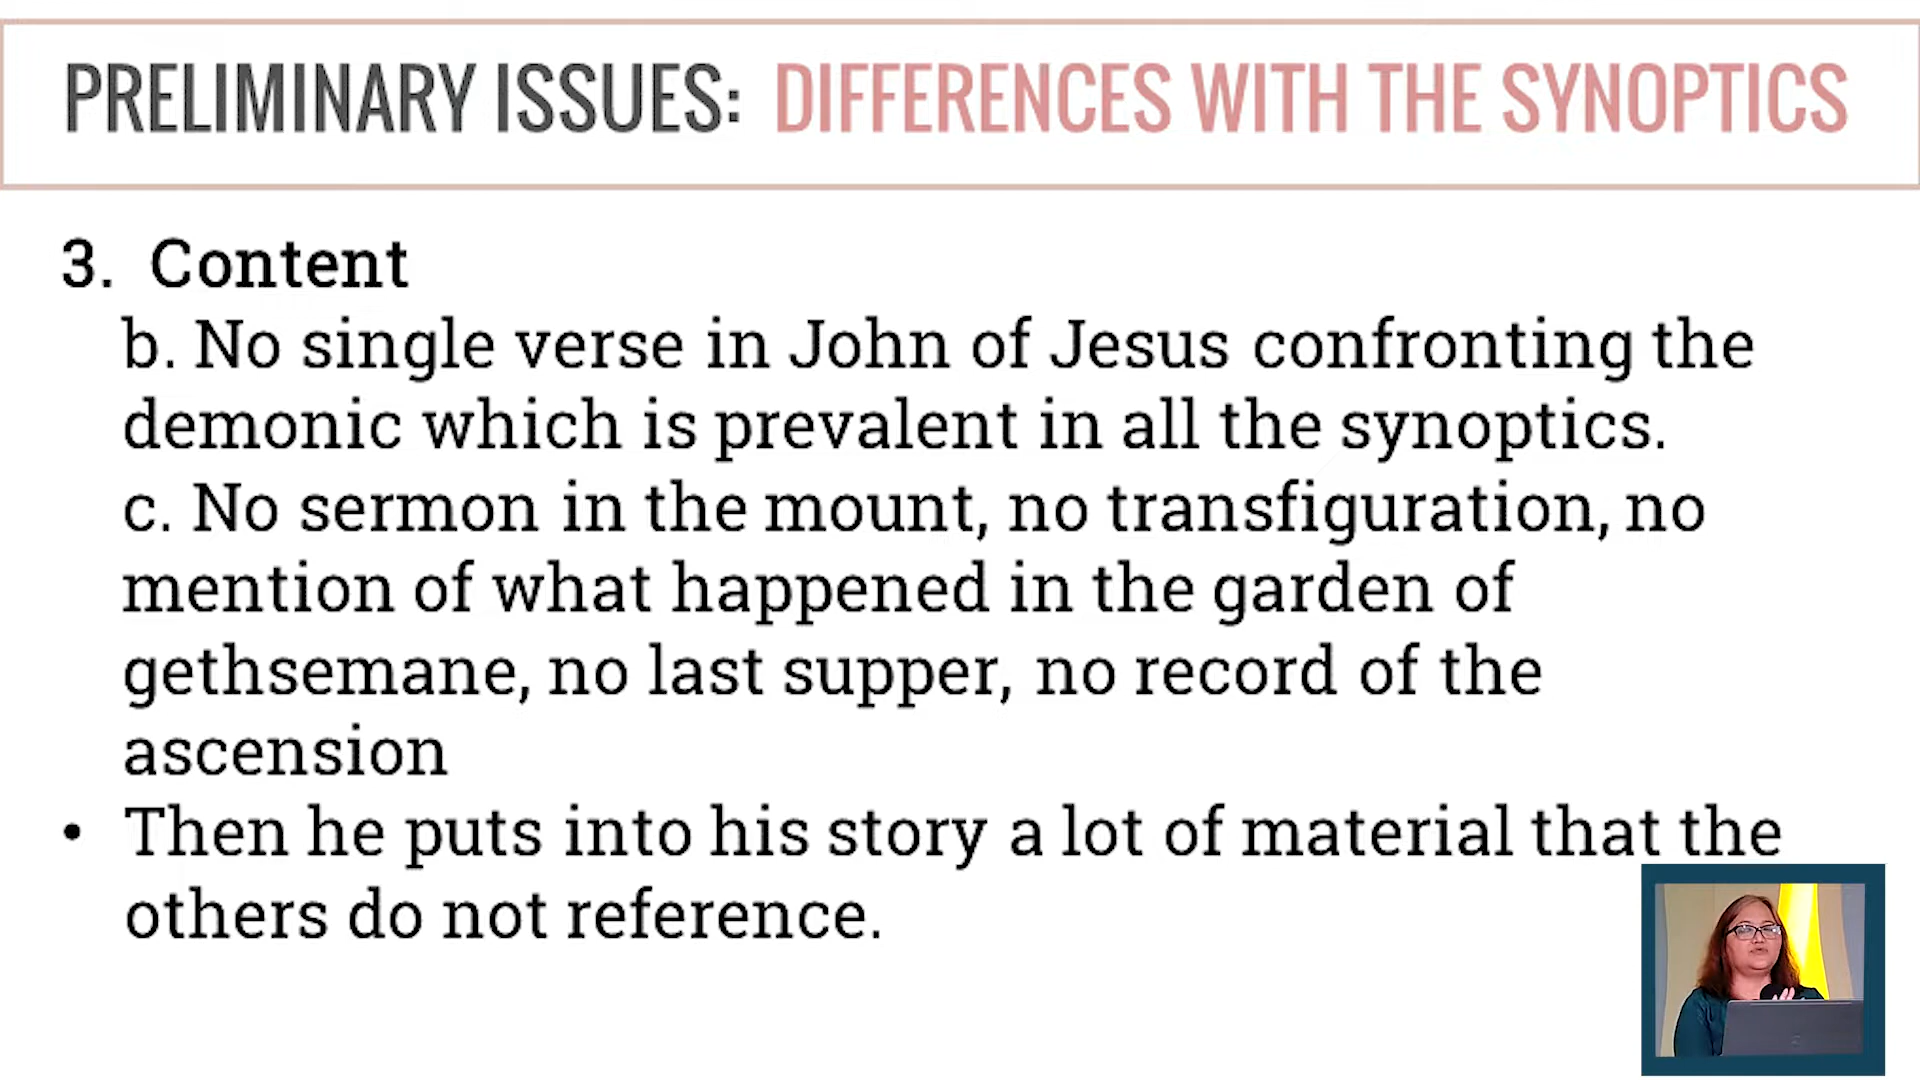 PRELIMINARY ISSUES: DIFFERENCES WITH THE SYNOPTICS
3. Content
b. No single verse in John of Jesus confronting the
demonic which is prevalent in all the synoptics.
c. No sermon in the mount, no transfiguration, no
mention of what happened in the garden of
gethsemane, no last supper, no record of the
ascension
• Then he puts into his story a lot of material that the
others do not reference.